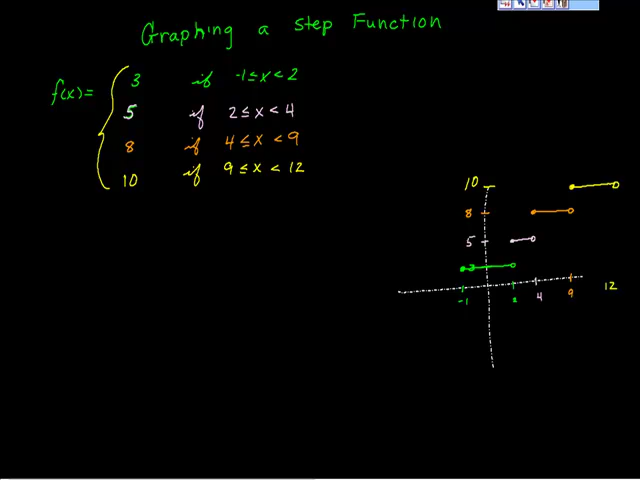 Graphing a step Function
f(x)= { 3 if -1 ≤ x < 2
5 if 2 ≤ x < 4
8 if 4 ≤ x < 9
10 if 9 ≤ x < 12
10
8
5
3
-1 2 4 9 12